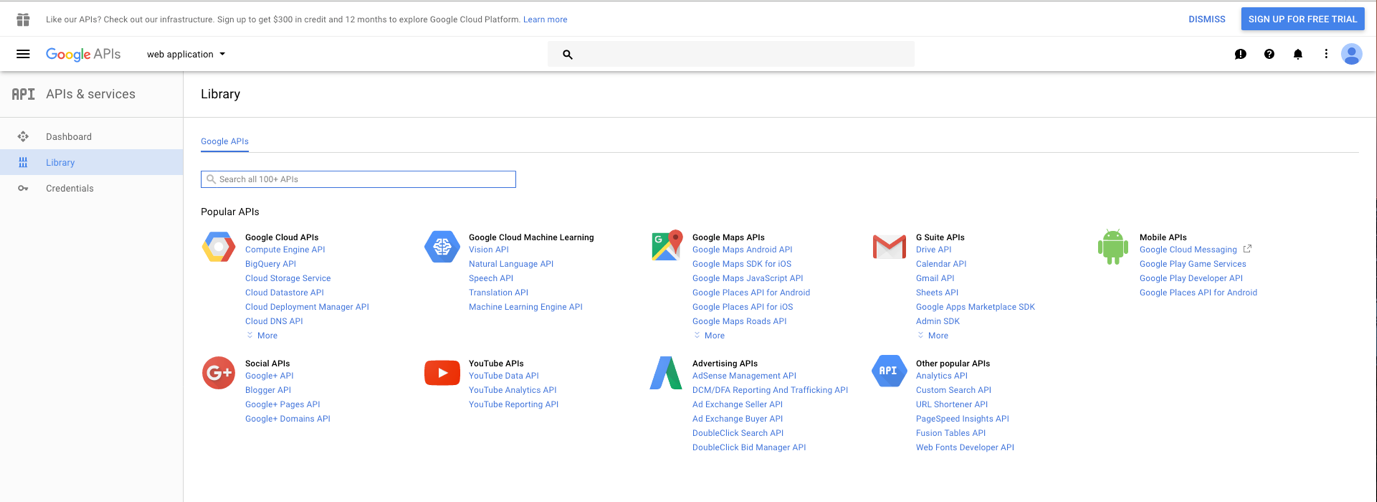 Like our APIs? Check out our infrastructure. Sign up to get $300 in credit and 12 months to explore Google Cloud Platform. Learn more
DISMISS
SIGN UP FOR FREE TRIAL
Google APIs
web application
API APIs & services
Library
Dashboard
Library
Credentials
Google APIs
Search all 100+ APIs
Popular APIs
Google Cloud APIs
Compute Engine API
BigQuery API
Cloud Storage Service
Cloud Datastore API
Cloud Deployment Manager API
Cloud DNS API
More
Google Cloud Machine Learning
Vision API
Natural Language API
Speech API
Translation API
Machine Learning Engine API
G
Google Maps APIs
Google Maps Android API
Google Maps SDK for iOS
Google Maps JavaScript API
Google Places API for Android
Google Places API for iOS
Google Maps Roads API
More
G Suite APIs
Drive API
Calendar API
Gmail API
Sheets API
Google Apps Marketplace SDK
Admin SDK
More
Mobile APIs
Google Cloud Messaging
Google Play Game Services
Google Play Developer API
Google Places API for Android
G+
Social APIs
Google+ API
Blogger API
Google+ Pages API
Google+ Domains API
YouTube APIs
YouTube Data API
YouTube Analytics API
YouTube Reporting API
Advertising APIs
AdSense Management API
DCM/DFA Reporting And Trafficking API
Ad Exchange Seller API
Ad Exchange Buyer API
DoubleClick Search API
DoubleClick Bid Manager API
API
Other popular APIs
Analytics API
Custom Search API
URL Shortener API
PageSpeed Insights API
Fusion Tables API
Web Fonts Developer API